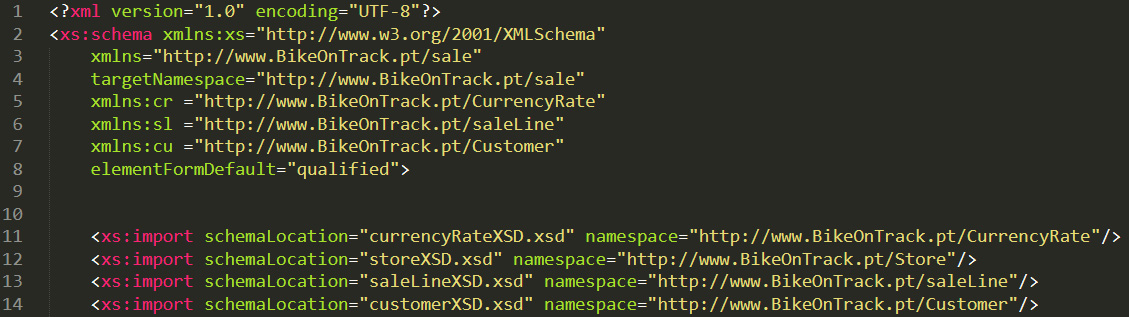 1 <?xml version="1.0" encoding="UTF-8"?>
2 <xs:schema xmlns:xs="http://www.w3.org/2001/XMLSchema"
3 xmlns="http://www.BikeOnTrack.pt/sale"
4 targetNamespace="http://www.BikeOnTrack.pt/sale"
5 xmlns:cr ="http://www.BikeOnTrack.pt/CurrencyRate"
6 xmlns:sl ="http://www.BikeOnTrack.pt/saleLine"
7 xmlns:cu ="http://www.BikeOnTrack.pt/Customer"
8 elementFormDefault="qualified">
9
10
11 <xs:import schemaLocation="currencyRateXSD.xsd" namespace="http://www.BikeOnTrack.pt/CurrencyRate"/>
12 <xs:import schemaLocation="storeXSD.xsd" namespace="http://www.BikeOnTrack.pt/Store"/>
13 <xs:import schemaLocation="saleLineXSD.xsd" namespace="http://www.BikeOnTrack.pt/saleLine"/>
14 <xs:import schemaLocation="customerXSD.xsd" namespace="http://www.BikeOnTrack.pt/Customer"/>